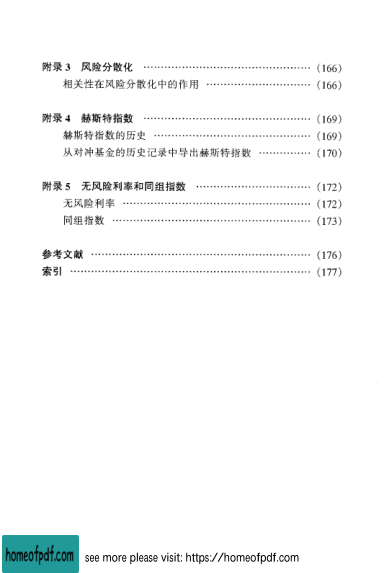 附录 3 风险分散化 ………………………………………… (166)
相关性在风险分散化中的作用 ………………………… (166)
附录 4 赫斯特指数 ………………………………………… (169)
赫斯特指数的历史 ……………………………………… (169)
从对冲基金的历史记录中导出赫斯特指数 …………… (170)
附录 5 无风险利率和同组指数 …………………………… (172)
无风险利率 ……………………………………………… (172)
同组指数 ………………………………………………… (173)
参考文献 …………………………………………………… (176)
索引 ………………………………………………………… (177)
homeofpdf.com see more please visit: https://homeofpdf.com